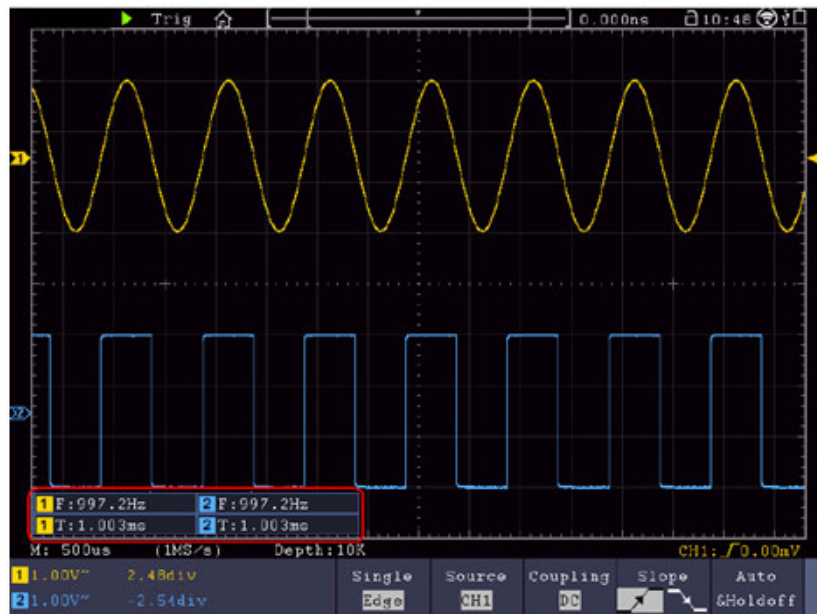 Trig 0.000ns 10:48
1
2
1 F:997.2Hz 2 F:997.2Hz
1 T:1.003ms 2 T:1.003ms
M: 500us (1MS/s) Depth:10K CH1: 0.00mV
1 1.00V~ 2.48div Single Source Coupling Slope Auto
2 1.00V~ -2.54div Edge CH1 DC &Holdoff